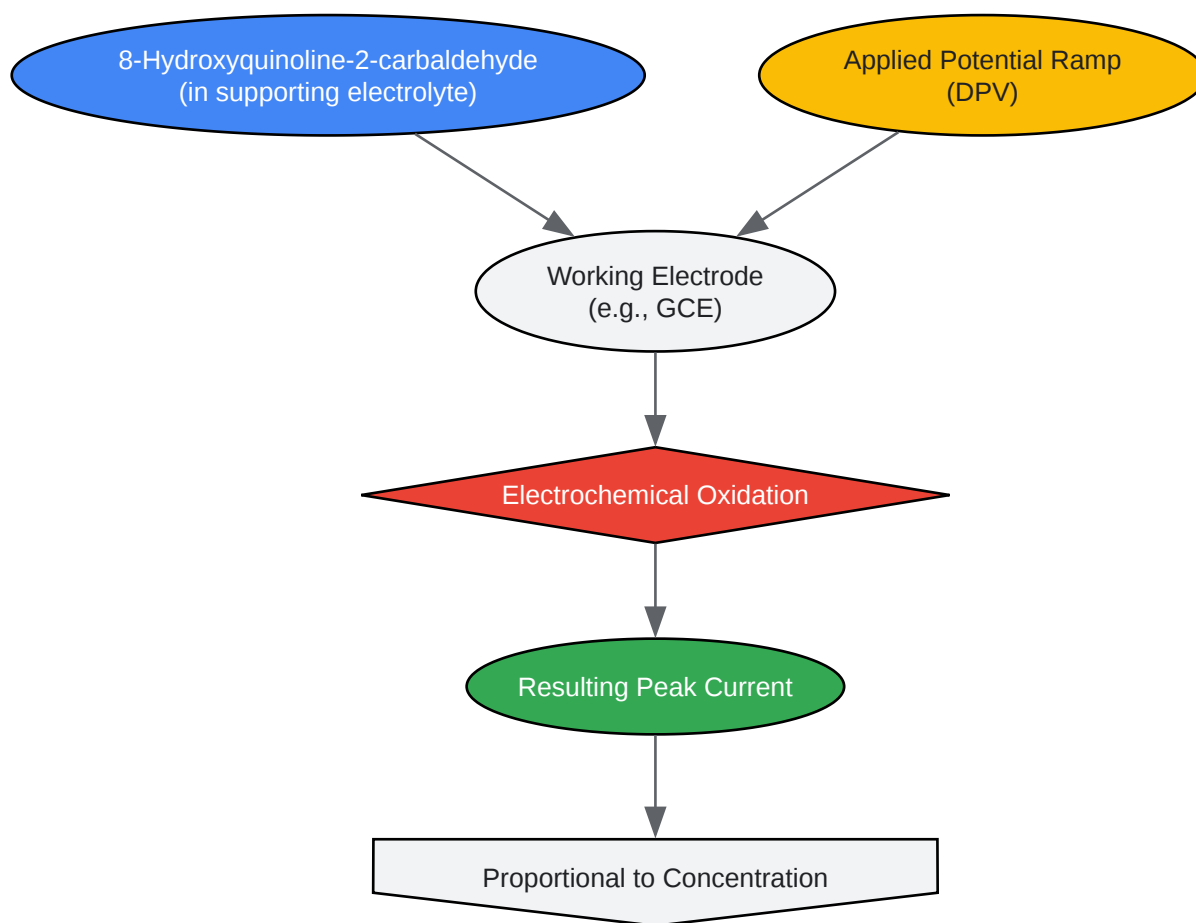 8-Hydroxyquinoline-2-carbaldehyde
(in supporting electrolyte)
Applied Potential Ramp
(DPV)
Working Electrode
(e.g., GCE)
Electrochemical Oxidation
Resulting Peak Current
Proportional to Concentration